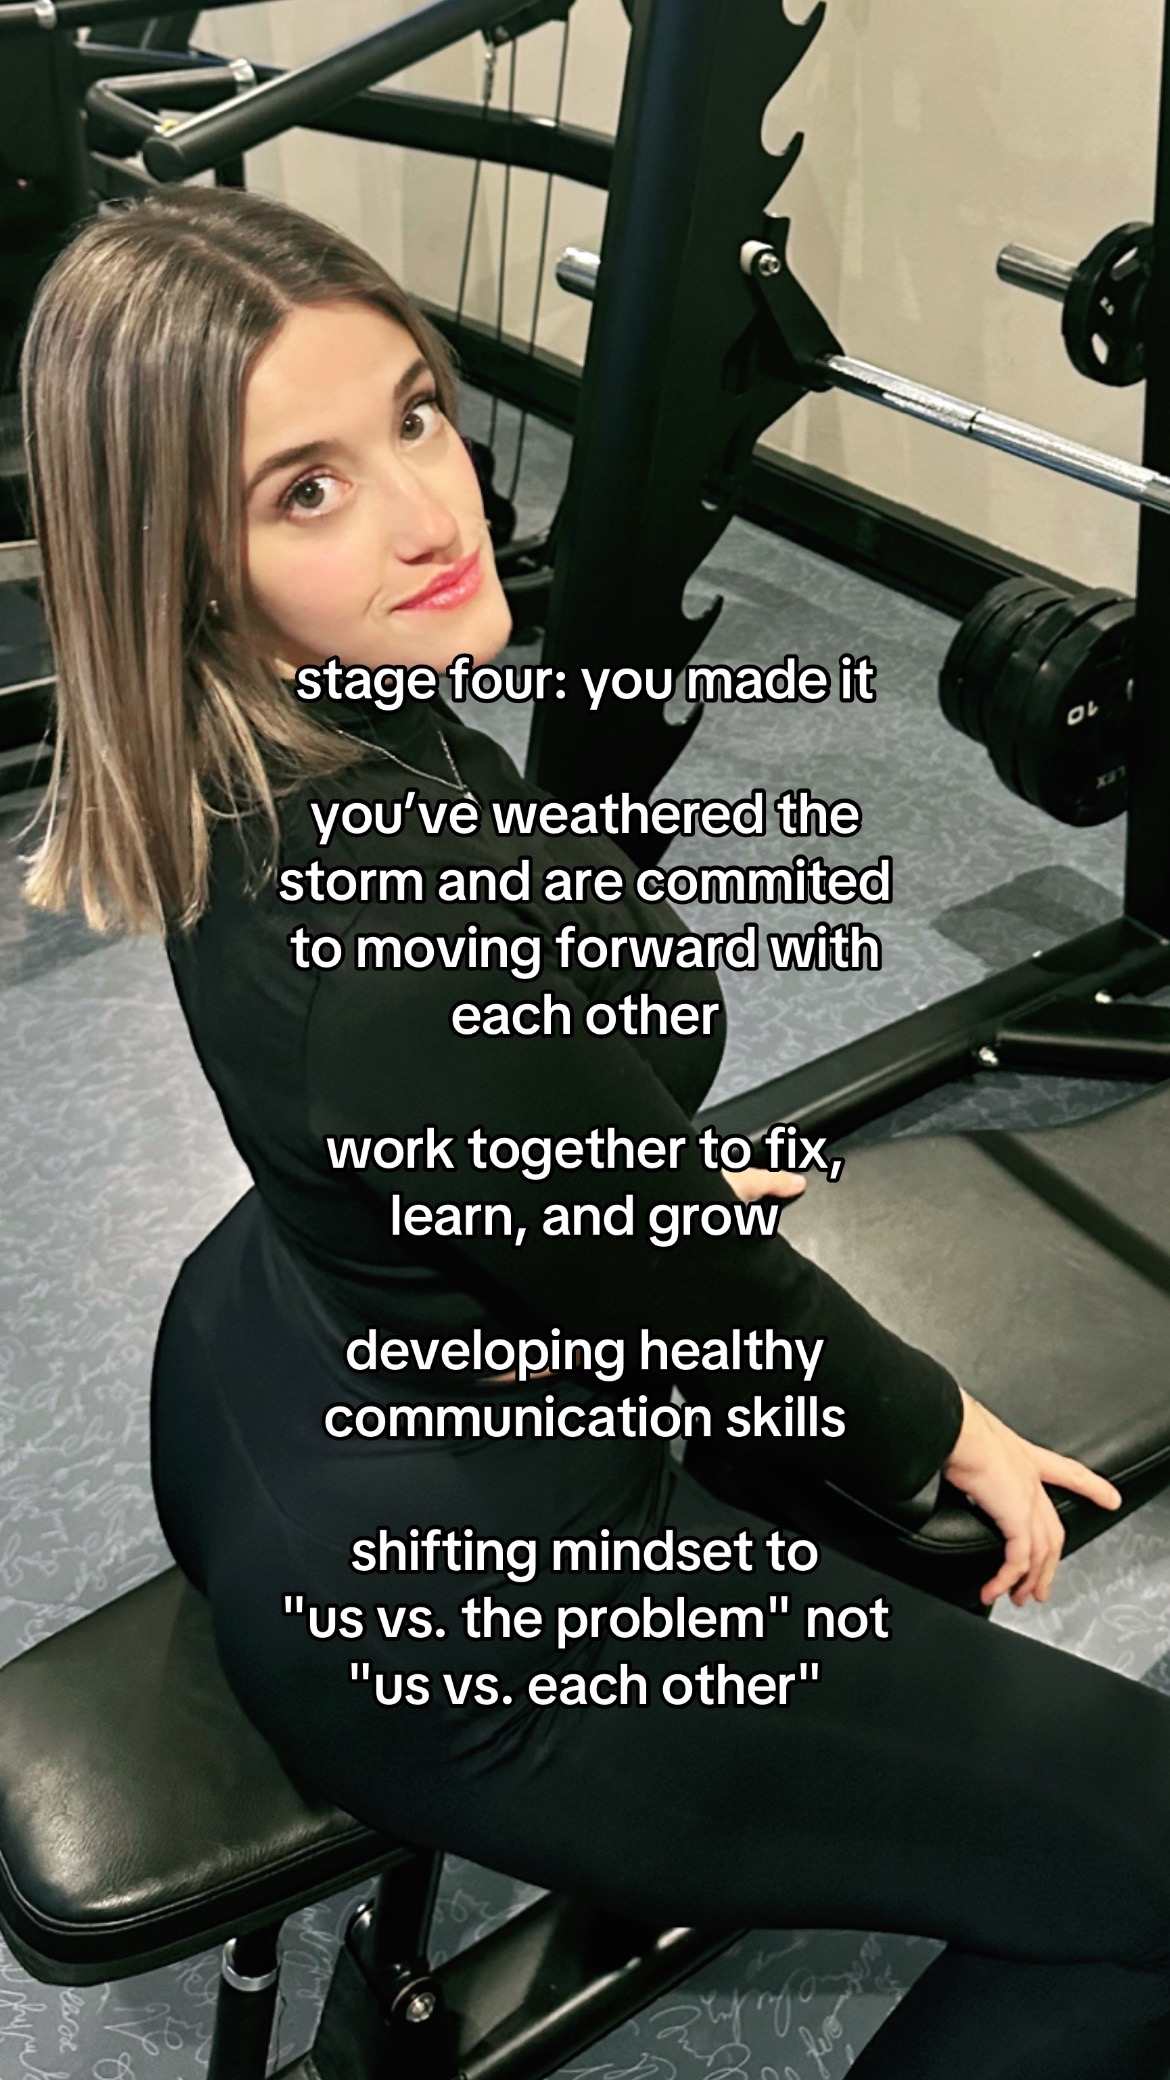 stage four: you made it
you’ve weathered the
storm and are commited
to moving forward with
each other
work together to fix,
learn, and grow
developing healthy
communication skills
shifting mindset to
"us vs. the problem" not
"us vs. each other"
10